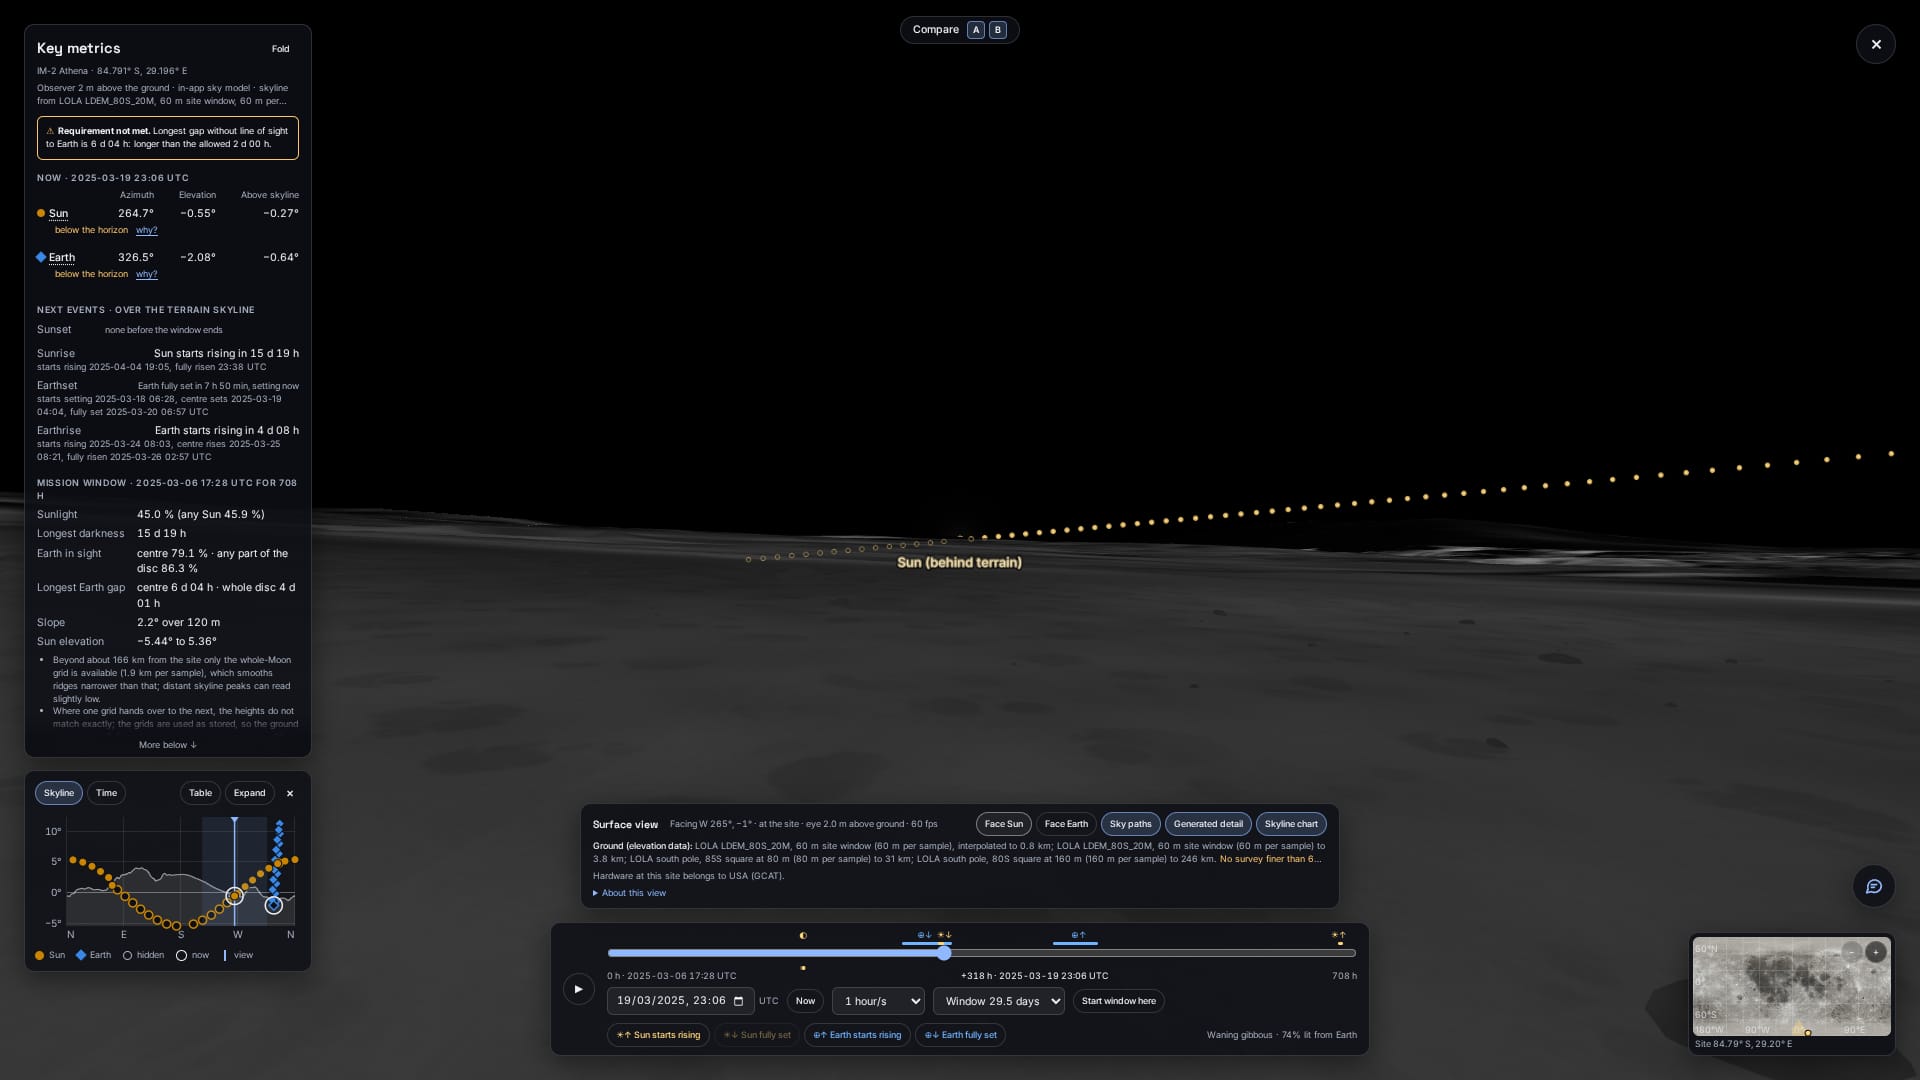 Compare A B
Key metrics Fold
IM-2 Athena · 84.791° S, 29.196° E
Observer 2 m above the ground · in-app sky model · skyline
from LOLA LDEM_80S_20M, 60 m site window, 60 m per...
⚠ Requirement not met. Longest gap without line of sight
to Earth is 6 d 04 h: longer than the allowed 2 d 00 h.
NOW · 2025-03-19 23:06 UTC
Azimuth Elevation Above skyline
Sun 264.7° −0.55° −0.27°
below the horizon why?
Earth 326.5° −2.08° −0.64°
below the horizon why?
NEXT EVENTS · OVER THE TERRAIN SKYLINE
Sunset none before the window ends
Sunrise Sun starts rising in 15 d 19 h
starts rising 2025-04-04 19:05, fully risen 23:38 UTC
Earthset Earth fully set in 7 h 50 min, setting now
starts setting 2025-03-18 06:28, centre sets 2025-03-19
04:04, fully set 2025-03-20 06:57 UTC
Earthrise Earth starts rising in 4 d 08 h
starts rising 2025-03-24 08:03, centre rises 2025-03-25
08:21, fully risen 2025-03-26 02:57 UTC
MISSION WINDOW · 2025-03-06 17:28 UTC FOR 708
H
Sunlight 45.0 % (any Sun 45.9 %)
Longest darkness 15 d 19 h
Earth in sight centre 79.1 % · any part of the
disc 86.3 %
Longest Earth gap centre 6 d 04 h · whole disc 4 d
01 h
Slope 2.2° over 120 m
Sun elevation −5.44° to 5.36°
• Beyond about 166 km from the site only the whole-Moon
grid is available (1.9 km per sample), which smooths
ridges narrower than that; distant skyline peaks can read
slightly low.
• Where one grid hands over to the next, the heights do not
match exactly; the grids are used as stored, so the ground
More below ↓
Sun (behind terrain)
Skyline Time Table Expand ×
10°
5°
0°
−5°
N E S W N
Sun Earth hidden now view
Surface view Facing W 265°, −1° · at the site · eye 2.0 m above ground · 60 fps Face Sun Face Earth Sky paths Generated detail Skyline chart
Ground (elevation data): LOLA LDEM_80S_20M, 60 m site window (60 m per sample), interpolated to 0.8 km; LOLA LDEM_80S_20M, 60 m site window (60 m per sample) to
3.8 km; LOLA south pole, 85S square at 80 m (80 m per sample) to 31 km; LOLA south pole, 80S square at 160 m (160 m per sample) to 246 km. No survey finer than 6...
Hardware at this site belongs to USA (GCAT).
▶ About this view
◐ ⊕↓ ☀↓ ⊕↑ ☀↑
0 h · 2025-03-06 17:28 UTC +318 h · 2025-03-19 23:06 UTC 708 h
▶ 19/03/2025, 23:06 UTC Now 1 hour/s Window 29.5 days Start window here
☀↑ Sun starts rising ☀↓ Sun fully set ⊕↑ Earth starts rising ⊕↓ Earth fully set Waning gibbous · 74% lit from Earth
60°N − +
0°
60°S
180°W 90°W 0° 90°E
Site 84.79° S, 29.20° E